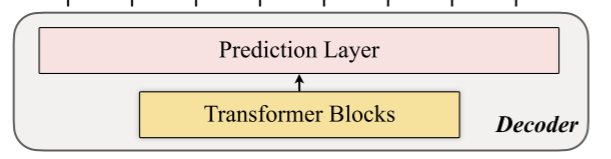 Prediction Layer
Transformer Blocks
Decoder